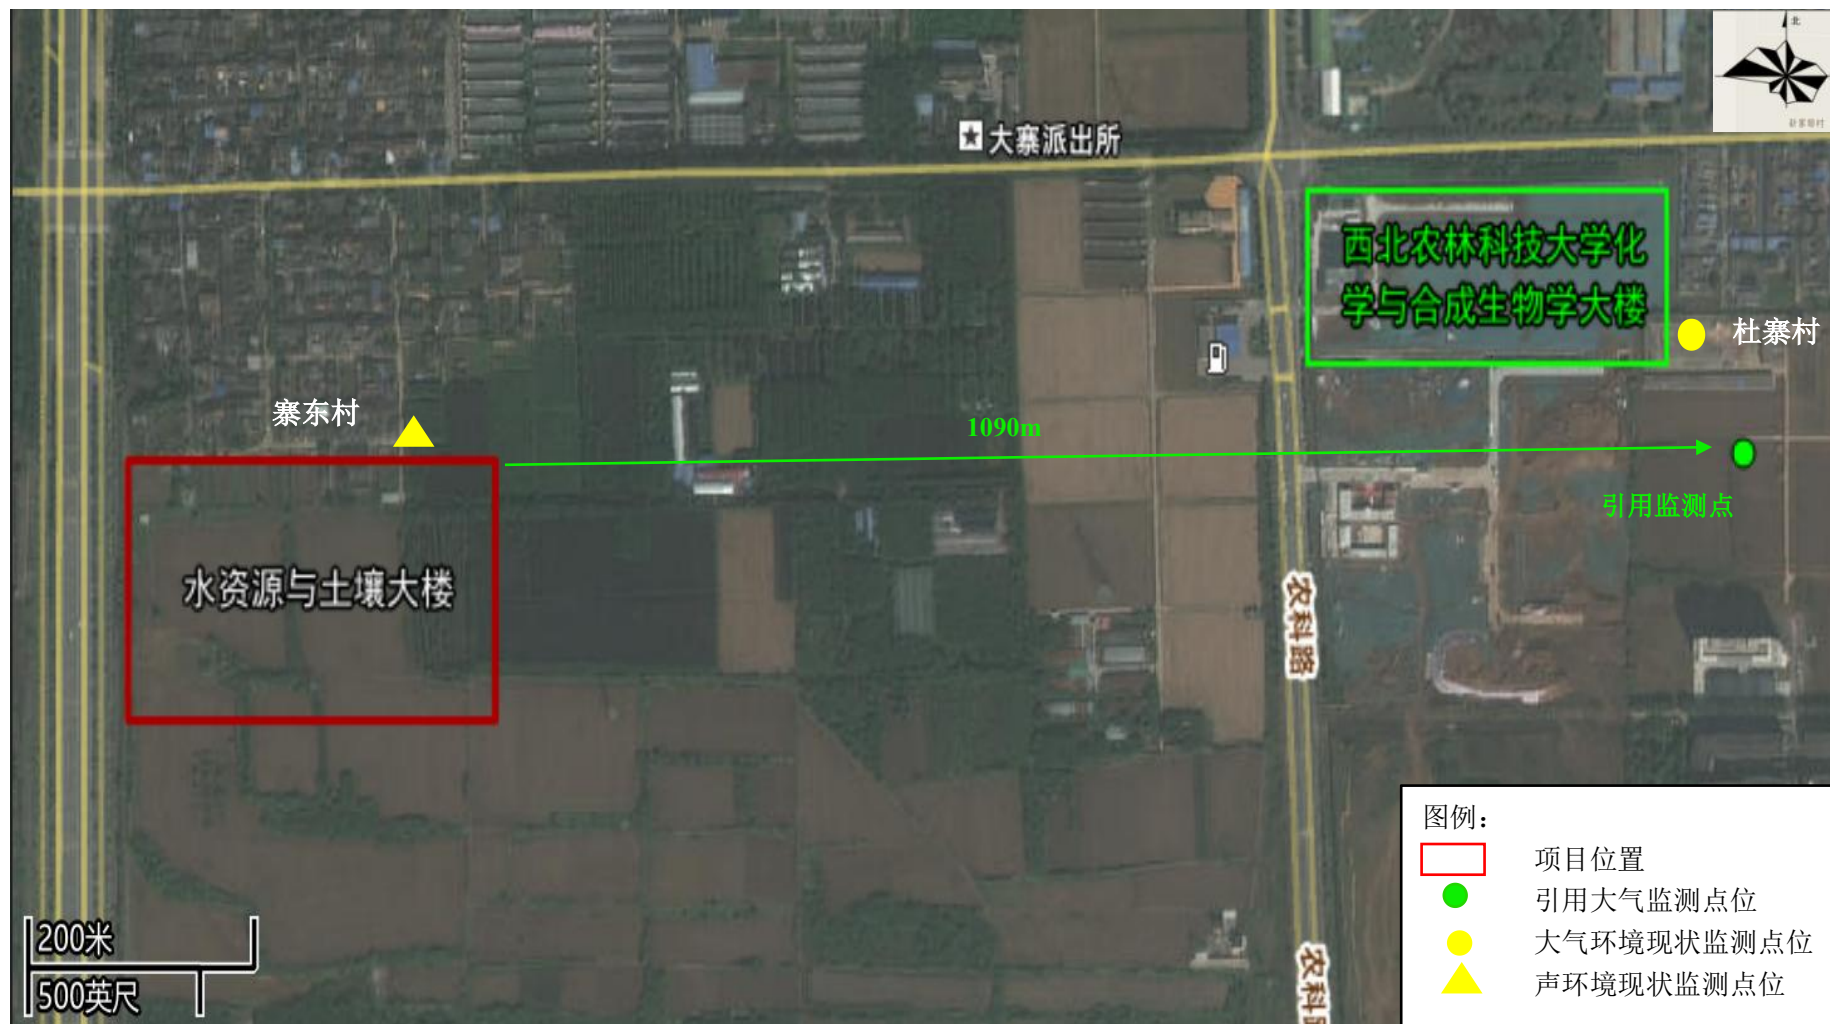 北
大寨派出所
西北农林科技大学化
学与合成生物学大楼
杜寨村
寨东村
1090m
引用监测点
水资源与土壤大楼
农科路
图例：
项目位置
引用大气监测点位
大气环境现状监测点位
声环境现状监测点位
200米
500英尺
农科路